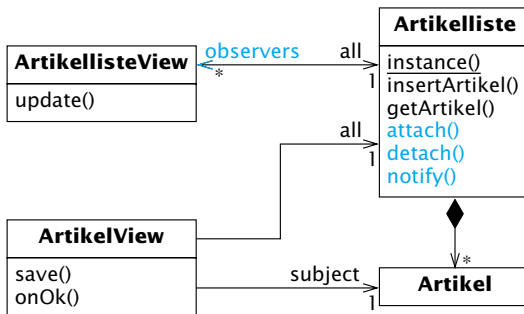 Artikelliste
observers
all
ArtikellisteView
*
1
instance()
insertArtikel()
getArtikel()
attach()
detach()
notify()
update()
all
1
ArtikelView
save()
onOk()
subject
1
*
Artikel